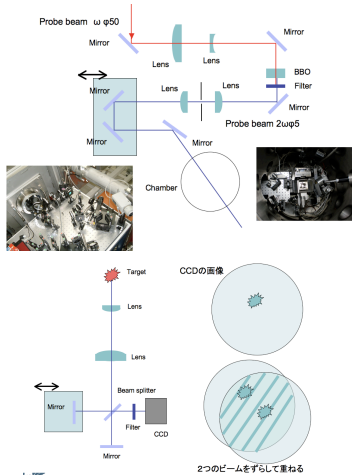 Probe beam ω φ50
Mirror
Mirror
Lens
Lens
BBO
Filter
Mirror
Lens
Lens
Mirror
Probe beam 2ωφ5
Mirror
Chamber
Target
CCDの画像
Lens
Lens
Beam splitter
Mirror
Filter
CCD
Mirror
2つのビームをずらして重ねる